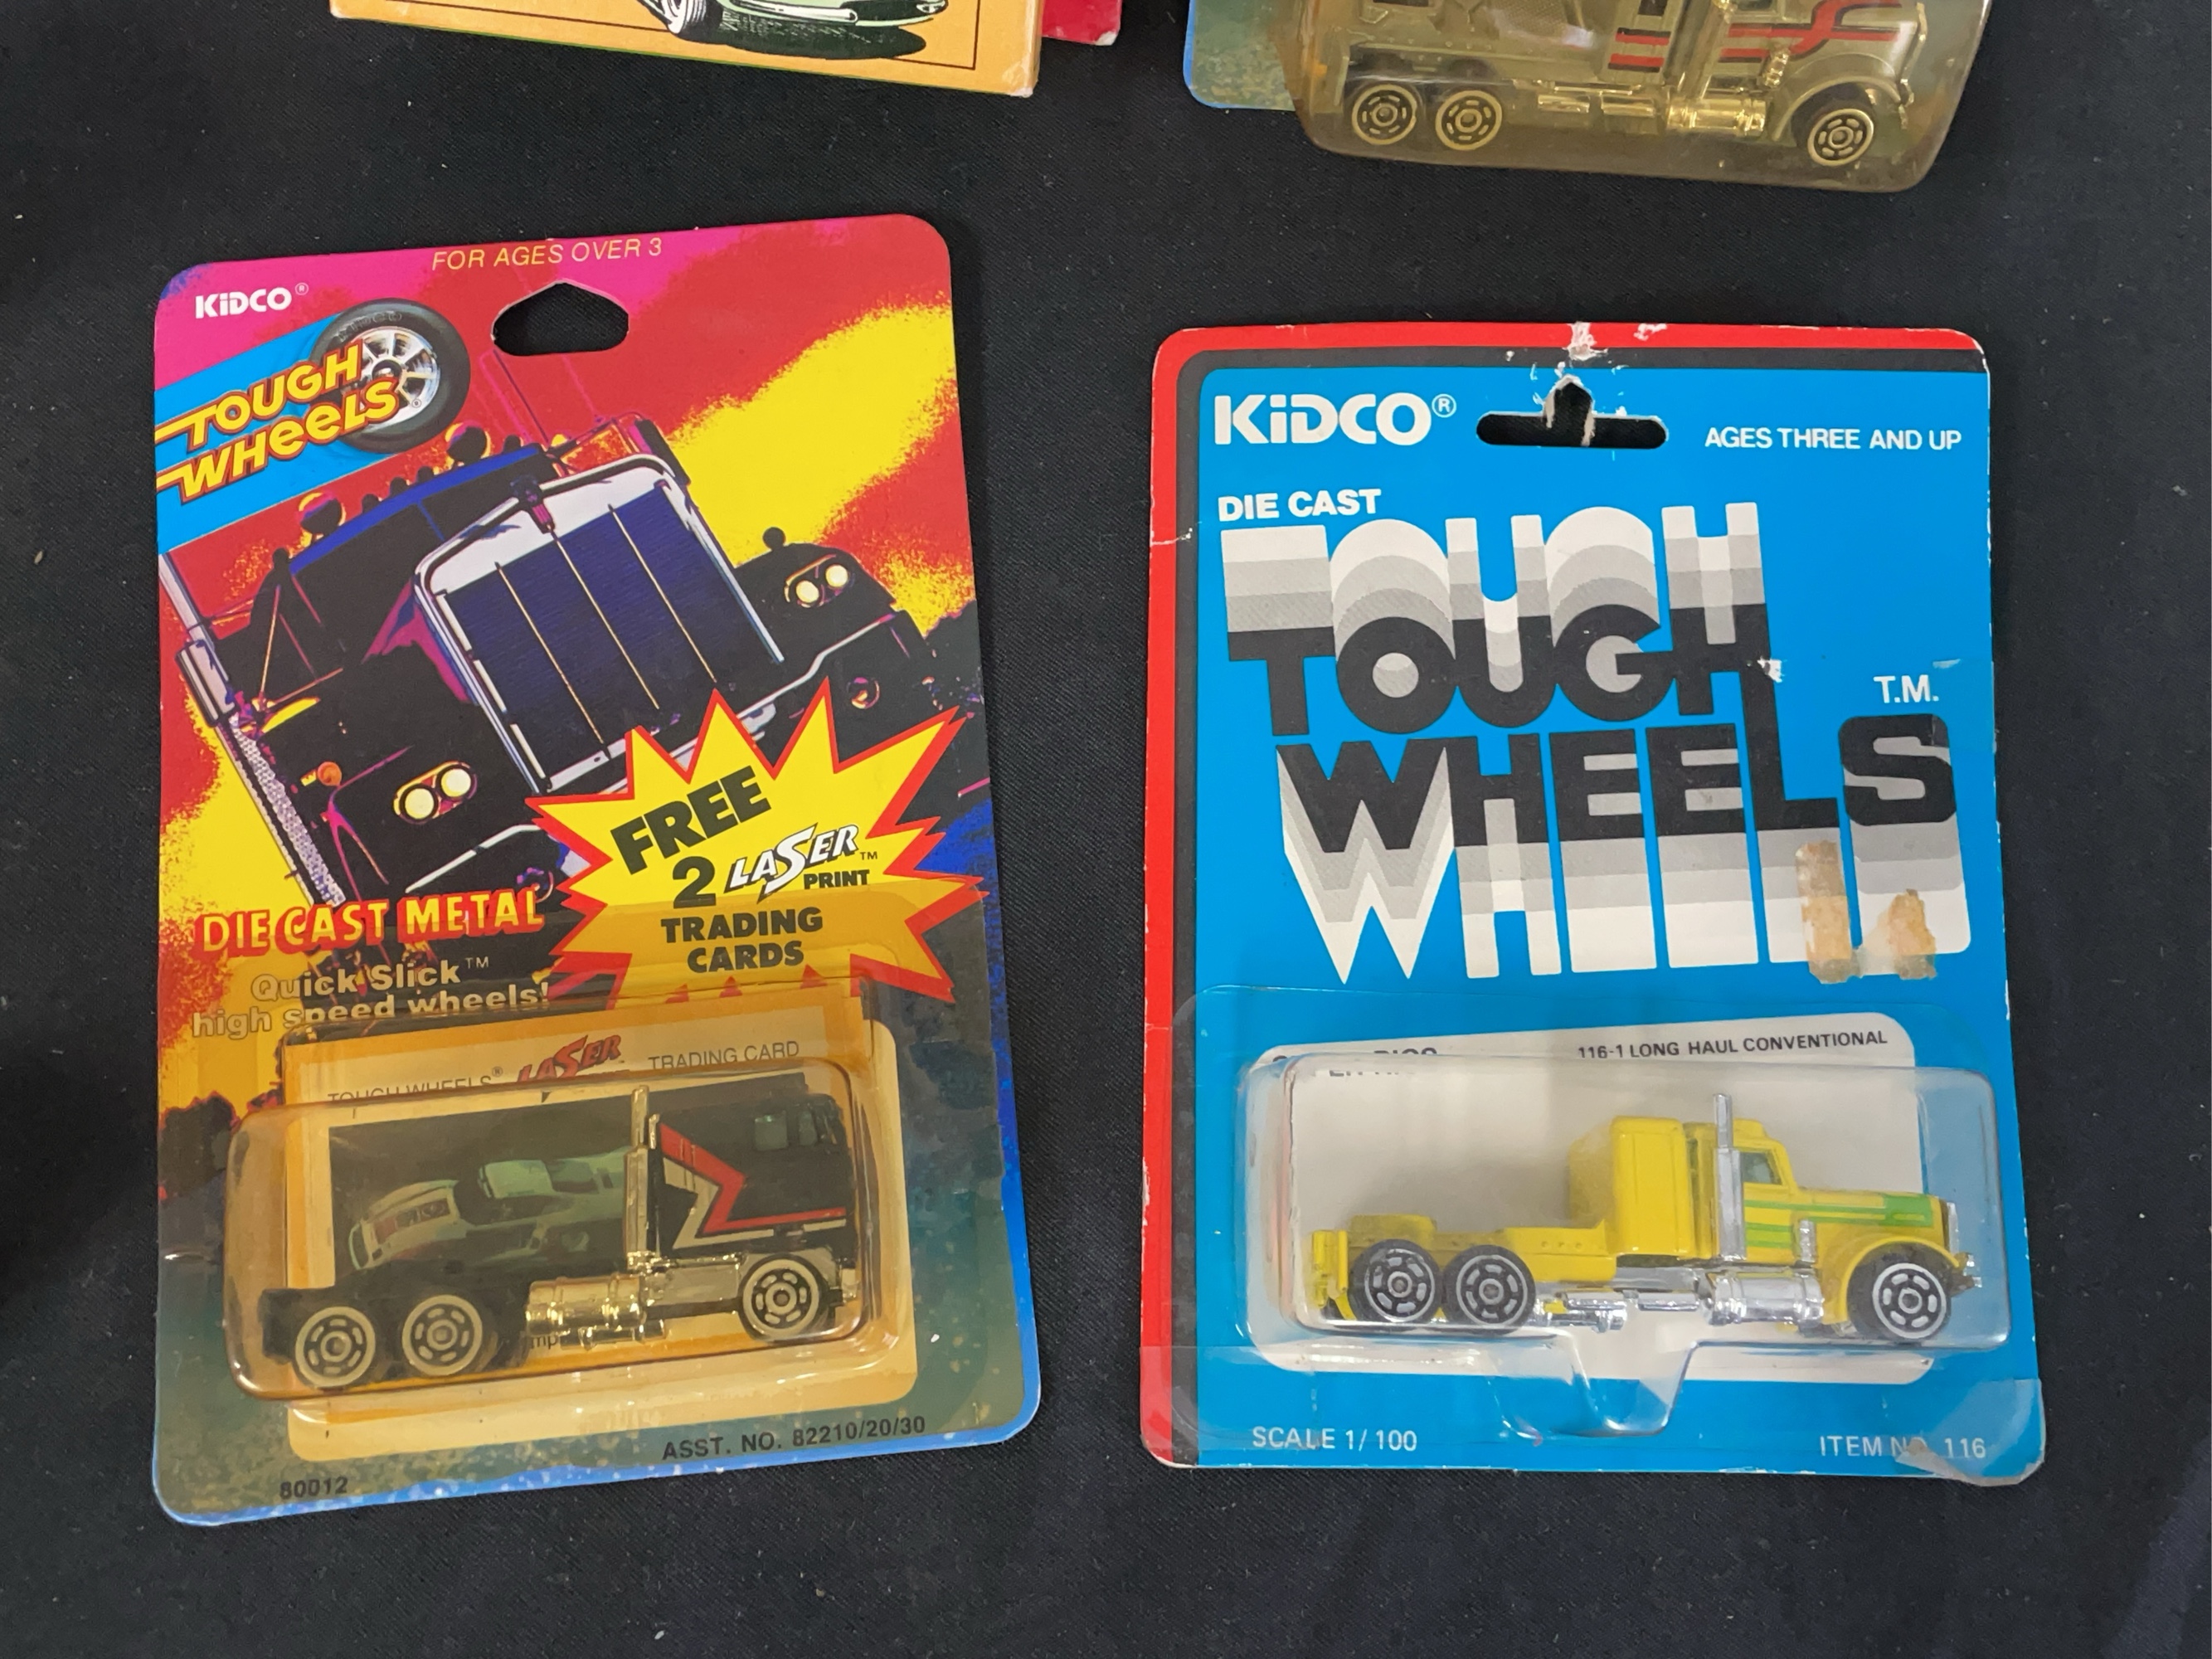 FOR AGES OVER 3
KiDCO®
TOUGH
WHeeLS
FREE
2 LASER™
PRINT
TRADING
CARDS
DIE CAST METAL
Quick Slick™
high speed wheels!
LASER
TOUGH WHEELS® TRADING CARD
ASST. NO. 82210/20/30
80012
KiDCO®
AGES THREE AND UP
DIE CAST
TOUGH
WHEELS
T.M.
116-1 LONG HAUL CONVENTIONAL
SCALE 1/100
ITEM NO. 116